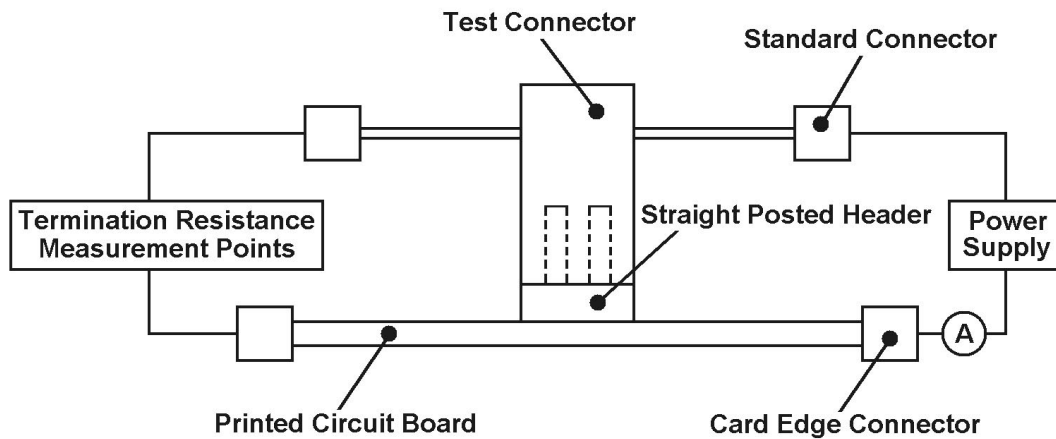 Test Connector
Standard Connector
Termination Resistance
Measurement Points
Straight Posted Header
Power
Supply
A
Printed Circuit Board
Card Edge Connector